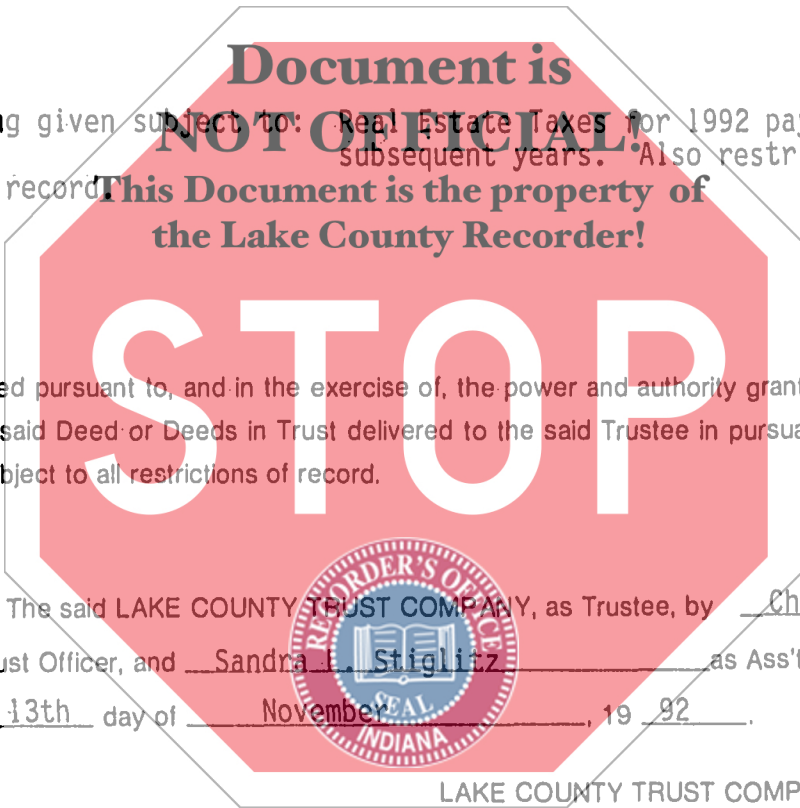 Document is
NOT OFFICIAL!
This Document is the property of
the Lake County Recorder!
STOP
g given subject to: Real Estate Taxes for 1992 pay
subsequent years. Also restr
record.
ed pursuant to, and in the exercise of, the power and authority grant
said Deed or Deeds in Trust delivered to the said Trustee in pursua
bject to all restrictions of record.
The said LAKE COUNTY TRUST COMPANY, as Trustee, by Ch
ust Officer, and Sandra L. Stiglitz as Ass't
13th day of November, 19 92.
LAKE COUNTY TRUST COMP
RECORDER'S OFFICE
SEAL
INDIANA